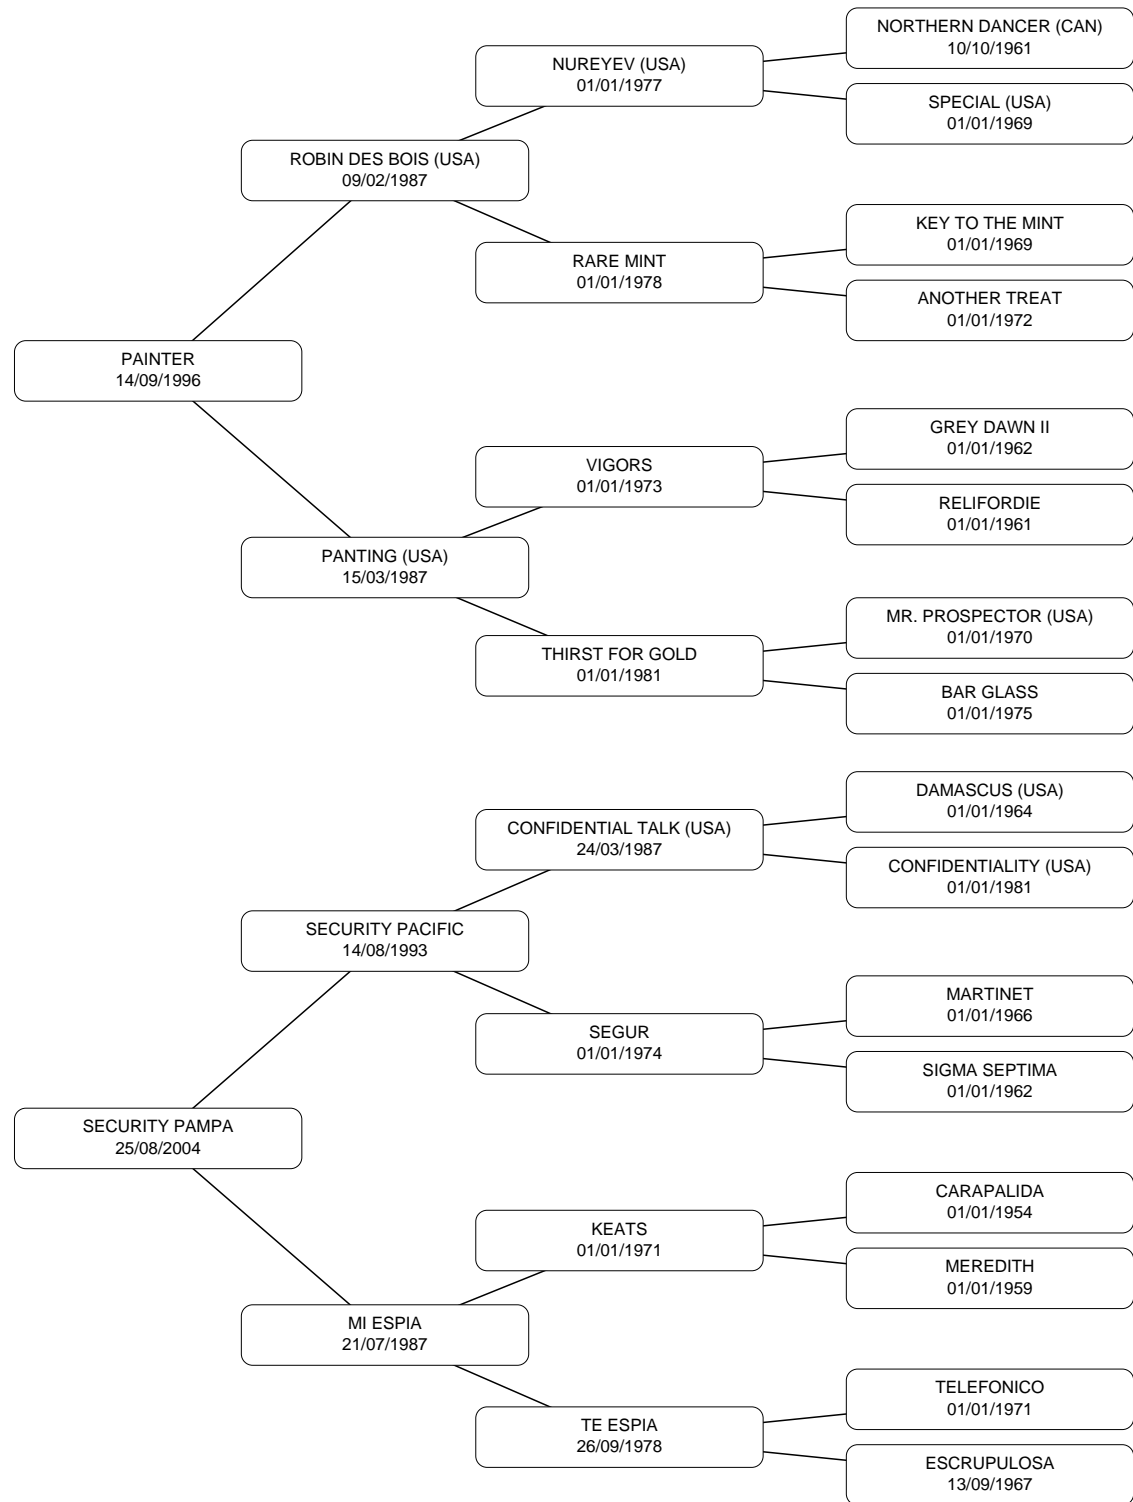 NORTHERN DANCER (CAN)
10/10/1961
NUREYEV (USA)
01/01/1977
SPECIAL (USA)
01/01/1969
ROBIN DES BOIS (USA)
09/02/1987
KEY TO THE MINT
01/01/1969
RARE MINT
01/01/1978
ANOTHER TREAT
01/01/1972
PAINTER
14/09/1996
GREY DAWN II
01/01/1962
VIGORS
01/01/1973
RELIFORDIE
01/01/1961
PANTING (USA)
15/03/1987
MR. PROSPECTOR (USA)
01/01/1970
THIRST FOR GOLD
01/01/1981
BAR GLASS
01/01/1975
DAMASCUS (USA)
01/01/1964
CONFIDENTIAL TALK (USA)
24/03/1987
CONFIDENTIALITY (USA)
01/01/1981
SECURITY PACIFIC
14/08/1993
MARTINET
01/01/1966
SEGUR
01/01/1974
SIGMA SEPTIMA
01/01/1962
SECURITY PAMPA
25/08/2004
CARAPALIDA
01/01/1954
KEATS
01/01/1971
MEREDITH
01/01/1959
MI ESPIA
21/07/1987
TELEFONICO
01/01/1971
TE ESPIA
26/09/1978
ESCRUPULOSA
13/09/1967